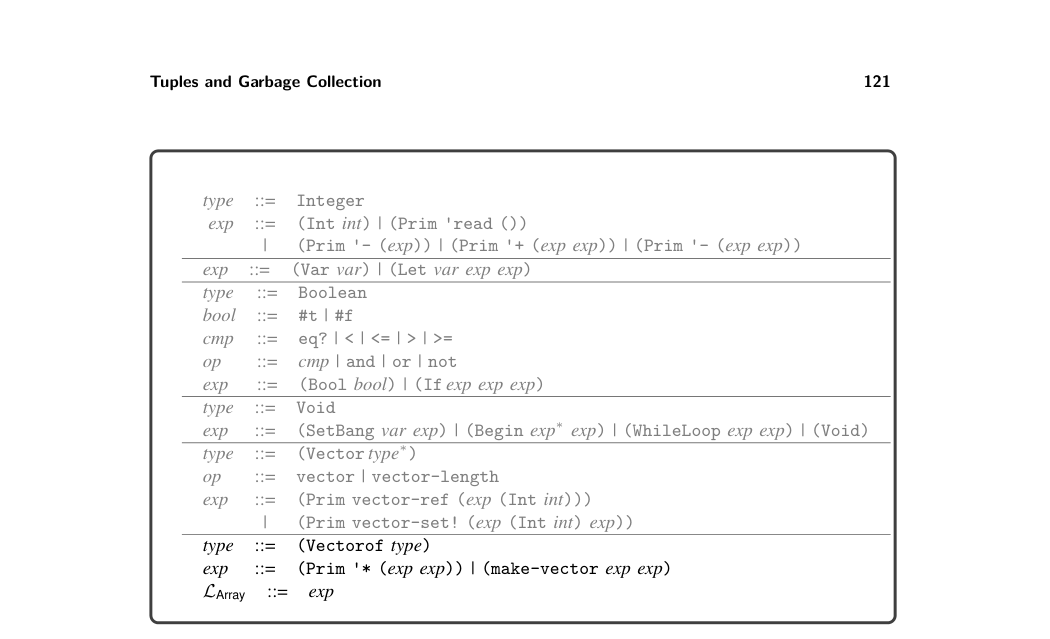 Tuples and Garbage Collection 121
type ::= Integer
exp ::= (Int int) | (Prim 'read ())
| (Prim '- (exp)) | (Prim '+ (exp exp)) | (Prim '- (exp exp))
exp ::= (Var var) | (Let var exp exp)
type ::= Boolean
bool ::= #t | #f
cmp ::= eq? | < | <= | > | >=
op ::= cmp | and | or | not
exp ::= (Bool bool) | (If exp exp exp)
type ::= Void
exp ::= (SetBang var exp) | (Begin exp* exp) | (WhileLoop exp exp) | (Void)
type ::= (Vector type*)
op ::= vector | vector-length
exp ::= (Prim vector-ref (exp (Int int)))
| (Prim vector-set! (exp (Int int) exp))
type ::= (Vectorof type)
exp ::= (Prim '* (exp exp)) | (make-vector exp exp)
ℒArray ::= exp